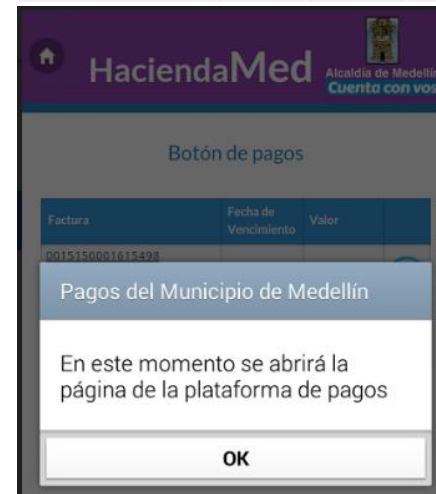 HaciendaMed
Alcaldía de Medellín
Cuenta con vos
Botón de pagos
Factura
Fecha de
Vencimiento
Valor
0015150001615498
Pagos del Municipio de Medellín
En este momento se abrirá la
página de la plataforma de pagos
OK